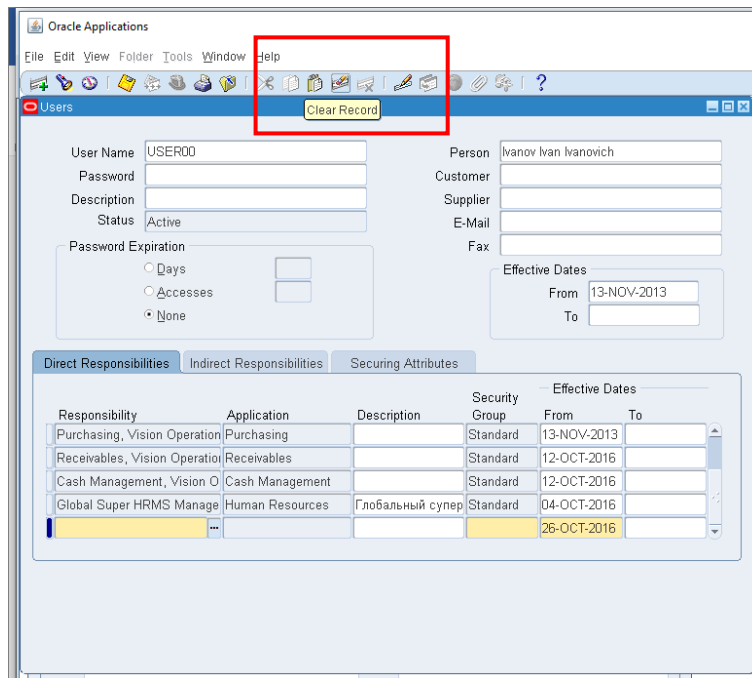 Oracle Applications
File Edit View Folder Tools Window Help
Clear Record
Users
User Name USER00 Person Ivanov Ivan Ivanovich
Password Customer
Description Supplier
Status Active E-Mail
Password Expiration Fax
Days Effective Dates
Accesses From 13-NOV-2013
None To
Direct Responsibilities Indirect Responsibilities Securing Attributes
Security Effective Dates
Responsibility Application Description Group From To
Purchasing, Vision Operation Purchasing Standard 13-NOV-2013
Receivables, Vision Operatio Receivables Standard 12-OCT-2016
Cash Management, Vision O Cash Management Standard 12-OCT-2016
Global Super HRMS Manage Human Resources Глобальный супер Standard 04-OCT-2016
... 26-OCT-2016